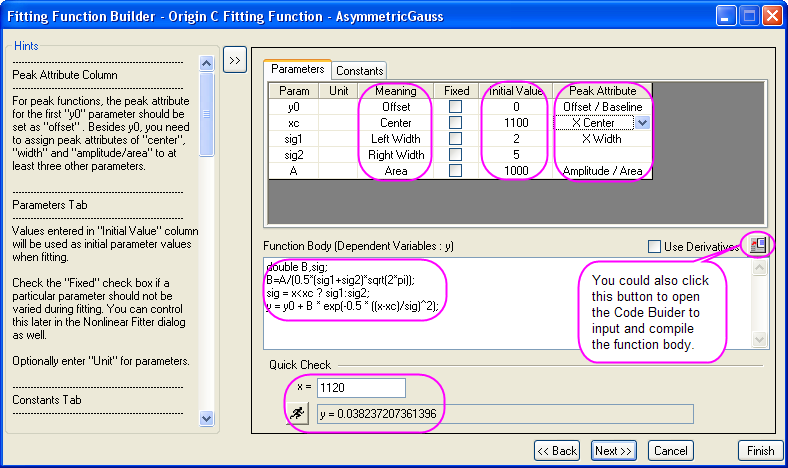 Fitting Function Builder - Origin C Fitting Function - AsymmetricGauss
Hints
Peak Attribute Column
For peak functions, the peak attribute
for the first "y0" parameter should be
set as "offset" . Besides y0, you need
to assign peak attributes of "center",
"width" and "amplitude/area" to at
least three other parameters.
Parameters Tab
Values entered in "Initial Value" column
will be used as initial parameter values
when fitting.
Check the "Fixed" check box if a
particular parameter should not be
varied during fitting. You can control
this later in the Nonlinear Fitter dialog
as well.
Optionally enter "Unit" for parameters.
Constants Tab
>>
Parameters Constants
Param Unit Meaning Fixed Initial Value Peak Attribute
y0 Offset 0 Offset / Baseline
xc Center 1100 X Center
sig1 Left Width 2 X Width
sig2 Right Width 5
A Area 1000 Amplitude / Area
Function Body (Dependent Variables : y)
Use Derivatives
double B,sig;
B=A/(0.5*(sig1+sig2)*sqrt(2*pi));
sig = x<xc ? sig1:sig2;
y = y0 + B * exp(-0.5 * ((x-xc)/sig)^2);
You could also click
this button to open
the Code Buider to
input and compile
the function body.
Quick Check
x = 1120
y = 0.038237207361396
<< Back Next >> Cancel Finish